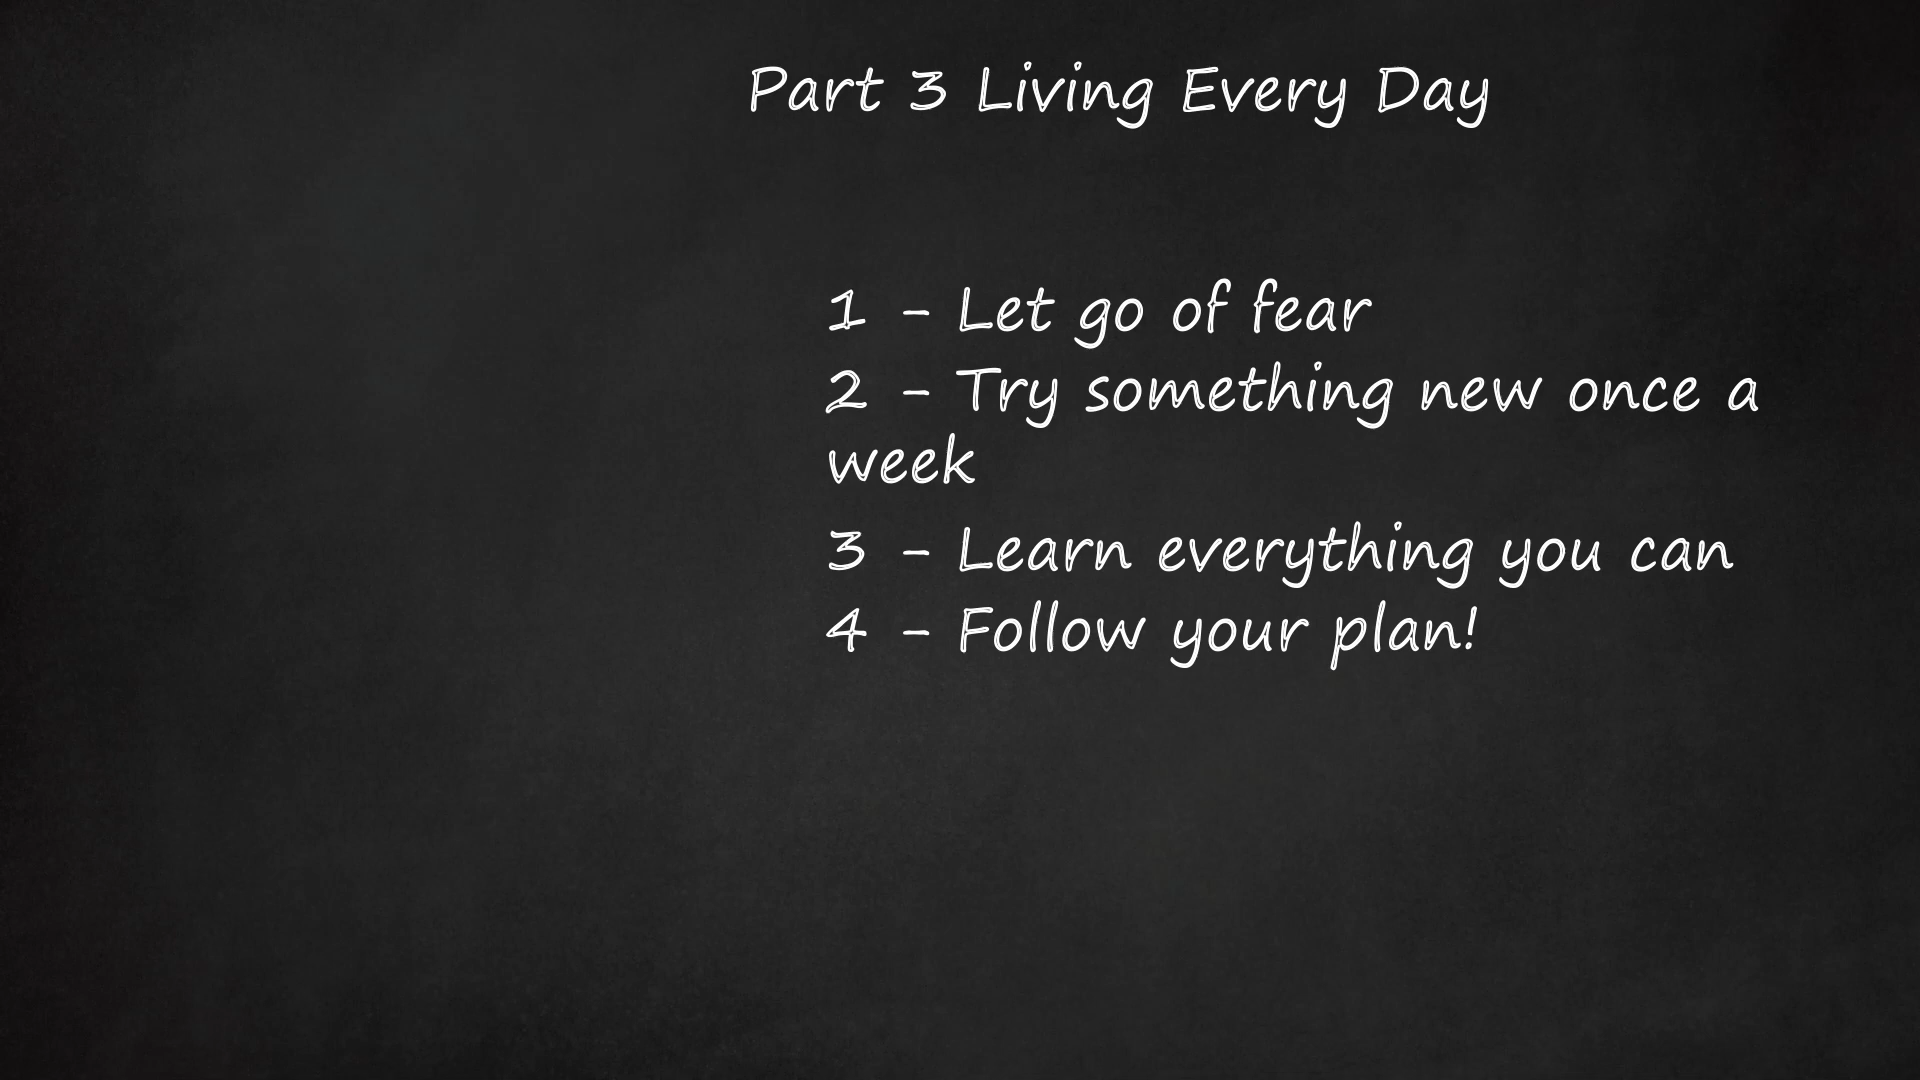 Part 3 Living Every Day
1 - Let go of fear
2 - Try something new once a
week
3 - Learn everything you can
4 - Follow your plan!